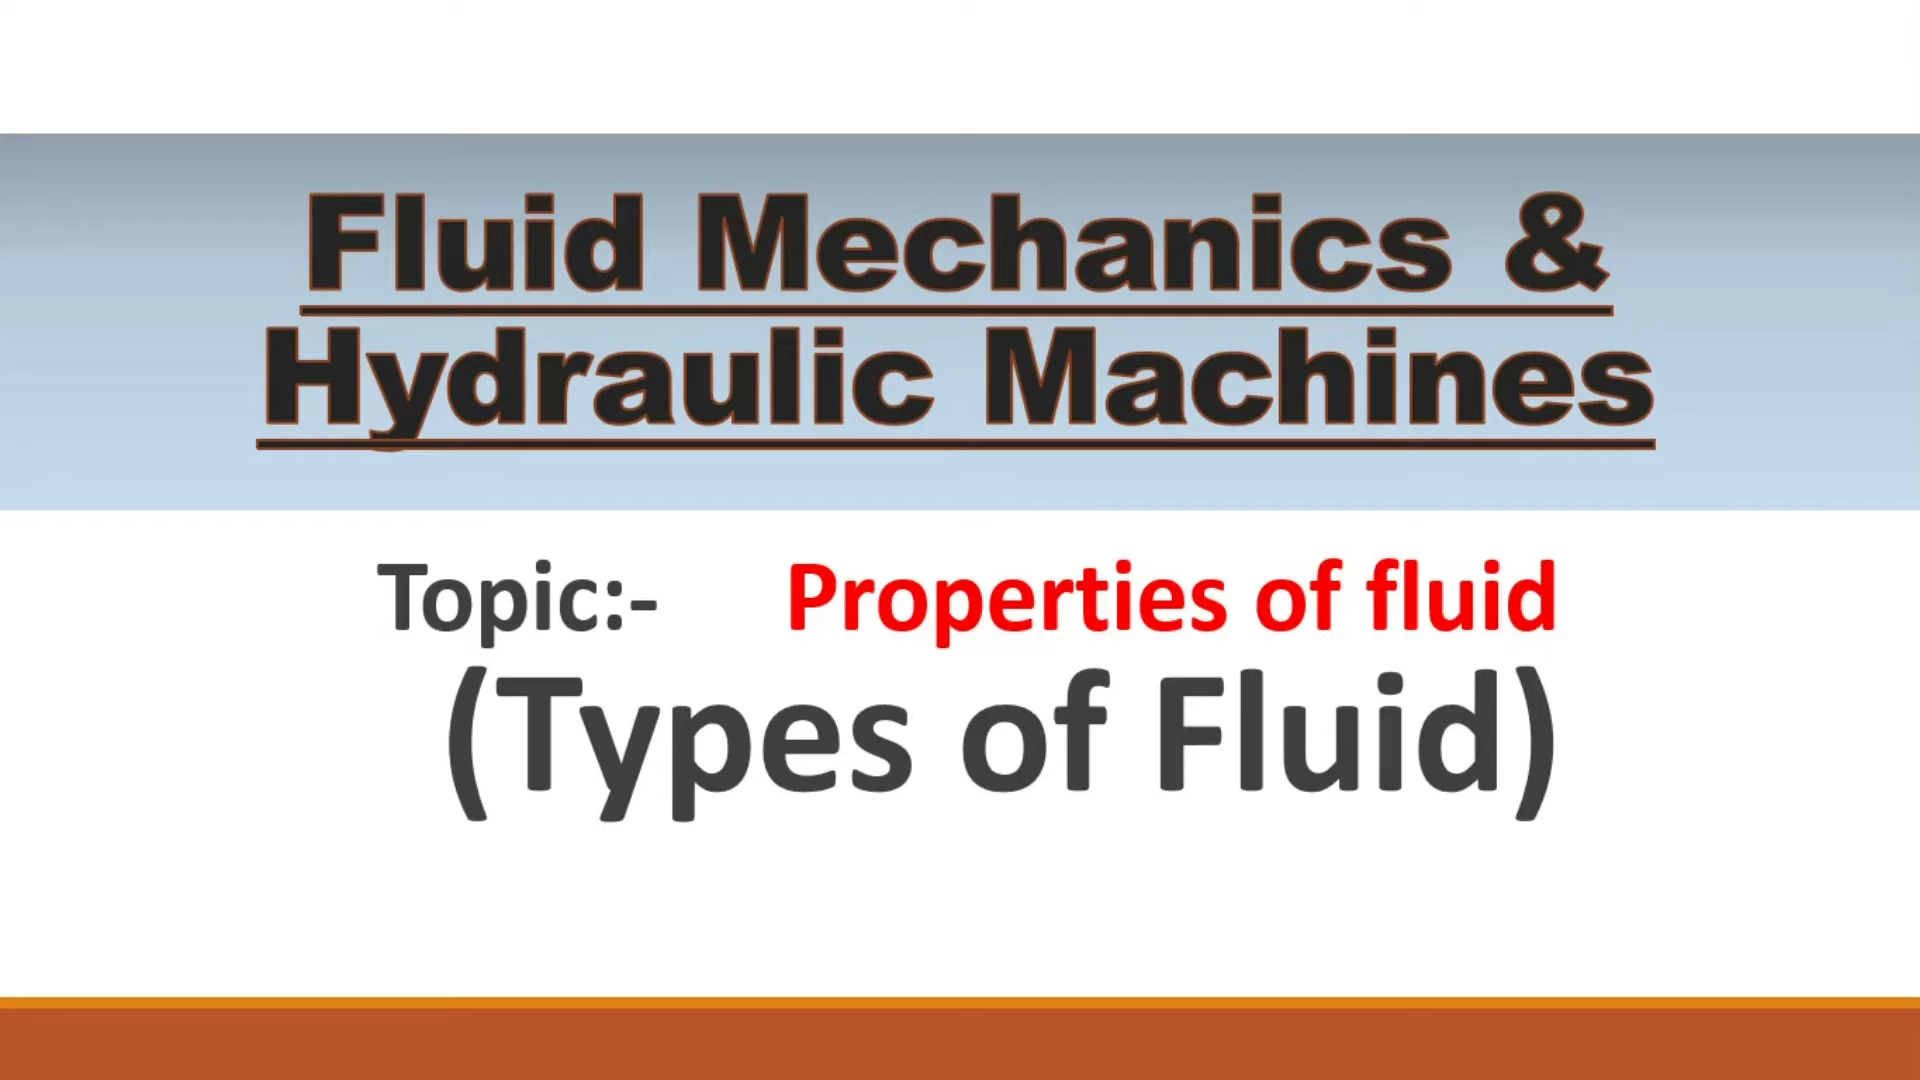 Fluid Mechanics &
Hydraulic Machines
Topic:- Properties of fluid
(Types of Fluid)